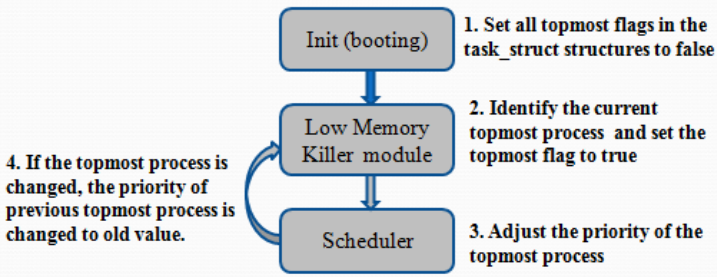 Init (booting)
1. Set all topmost flags in the
task_struct structures to false
Low Memory
Killer module
2. Identify the current
topmost process and set the
topmost flag to true
4. If the topmost process is
changed, the priority of
previous topmost process is
changed to old value.
Scheduler
3. Adjust the priority of the
topmost process